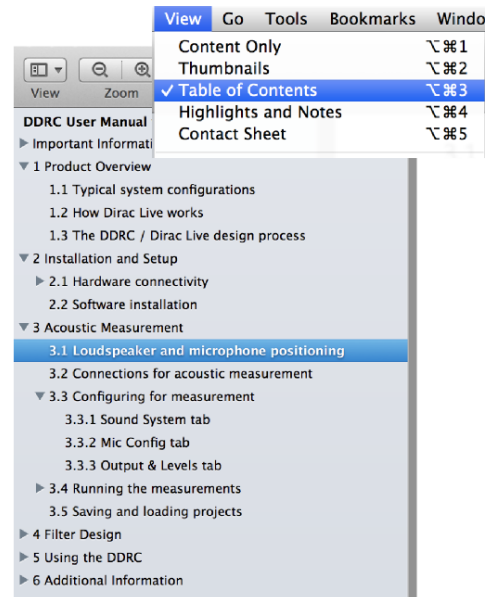 View Go Tools Bookmarks Windo
Content Only ⌥⌘1
Thumbnails ⌥⌘2
✓ Table of Contents ⌥⌘3
Highlights and Notes ⌥⌘4
Contact Sheet ⌥⌘5
View Zoom
DDRC User Manual
Important Informati
1 Product Overview
1.1 Typical system configurations
1.2 How Dirac Live works
1.3 The DDRC / Dirac Live design process
2 Installation and Setup
2.1 Hardware connectivity
2.2 Software installation
3 Acoustic Measurement
3.1 Loudspeaker and microphone positioning
3.2 Connections for acoustic measurement
3.3 Configuring for measurement
3.3.1 Sound System tab
3.3.2 Mic Config tab
3.3.3 Output & Levels tab
3.4 Running the measurements
3.5 Saving and loading projects
4 Filter Design
5 Using the DDRC
6 Additional Information